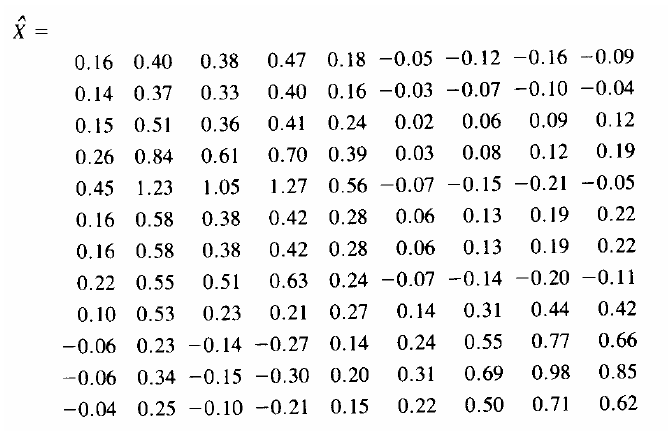 X̂ =
0.16 0.40 0.38 0.47 0.18 −0.05 −0.12 −0.16 −0.09
0.14 0.37 0.33 0.40 0.16 −0.03 −0.07 −0.10 −0.04
0.15 0.51 0.36 0.41 0.24 0.02 0.06 0.09 0.12
0.26 0.84 0.61 0.70 0.39 0.03 0.08 0.12 0.19
0.45 1.23 1.05 1.27 0.56 −0.07 −0.15 −0.21 −0.05
0.16 0.58 0.38 0.42 0.28 0.06 0.13 0.19 0.22
0.16 0.58 0.38 0.42 0.28 0.06 0.13 0.19 0.22
0.22 0.55 0.51 0.63 0.24 −0.07 −0.14 −0.20 −0.11
0.10 0.53 0.23 0.21 0.27 0.14 0.31 0.44 0.42
−0.06 0.23 −0.14 −0.27 0.14 0.24 0.55 0.77 0.66
−0.06 0.34 −0.15 −0.30 0.20 0.31 0.69 0.98 0.85
−0.04 0.25 −0.10 −0.21 0.15 0.22 0.50 0.71 0.62